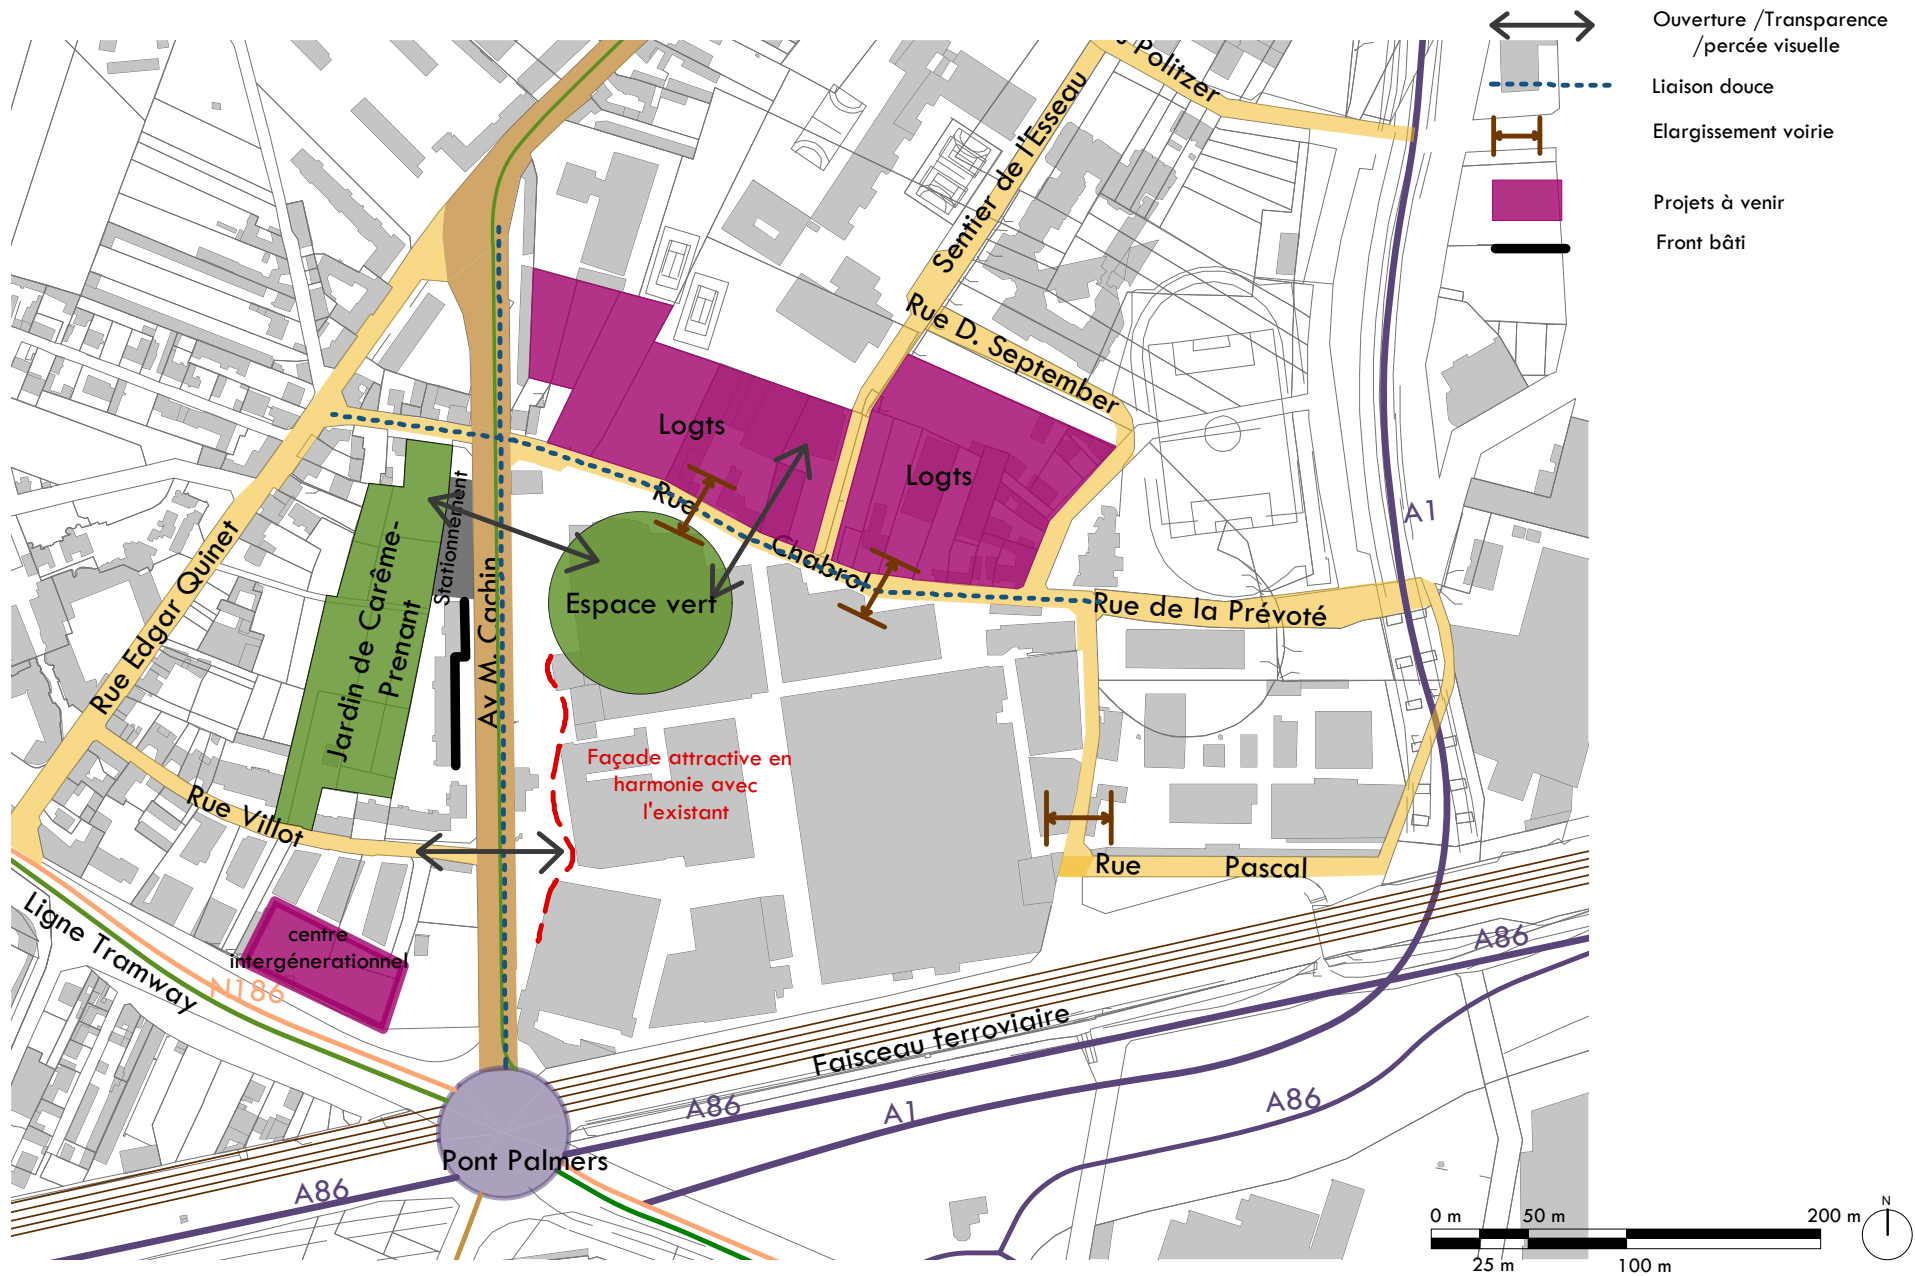 Ouverture /Transparence
/percée visuelle
Liaison douce
Elargissement voirie
Projets à venir
Front bâti
Politzer
Sentier de l'Esseau
Rue D. September
Logts
Logts
A1
Rue
Chabrol
Stationnement
Rue Edgar Quinet
Jardin de Carême-
Prenant
Av M. Cachin
Espace vert
Rue de la Prévoté
Façade attractive en
harmonie avec
l'existant
Rue Villot
Rue Pascal
Ligne Tramway
centre
intergénerationnel
N186
A86
Faisceau ferroviaire
A86
A1
A86
Pont Palmers
A86
N
0 m
50 m
200 m
25 m
100 m